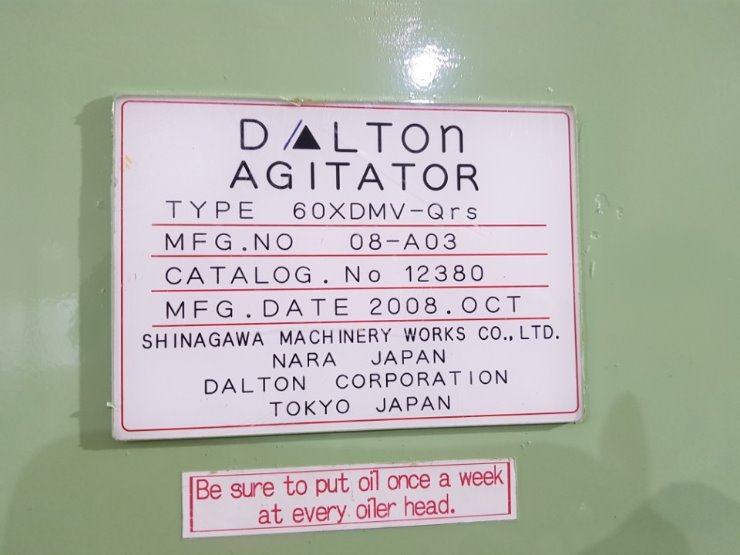 DALTON
AGITATOR
TYPE 60XDMV-Qrs
MFG.NO 08-A03
CATALOG.No 12380
MFG.DATE 2008.OCT
SHINAGAWA MACHINERY WORKS CO.,LTD.
NARA JAPAN
DALTON CORPORATION
TOKYO JAPAN
Be sure to put oil once a week
at every oiler head.